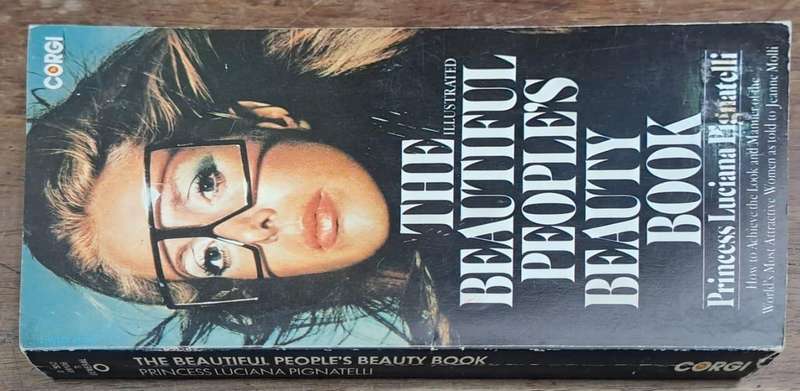 CORGI
THE
ILLUSTRATED
BEAUTIFUL
PEOPLE'S
BEAUTY
BOOK
Princess Luciana Pignatelli
How to Achieve the Look and Manner of the
World's Most Attractive Women as told to Jeanne Molli
THE BEAUTIFUL PEOPLE'S BEAUTY BOOK
PRINCESS LUCIANA PIGNATELLI
CORGI